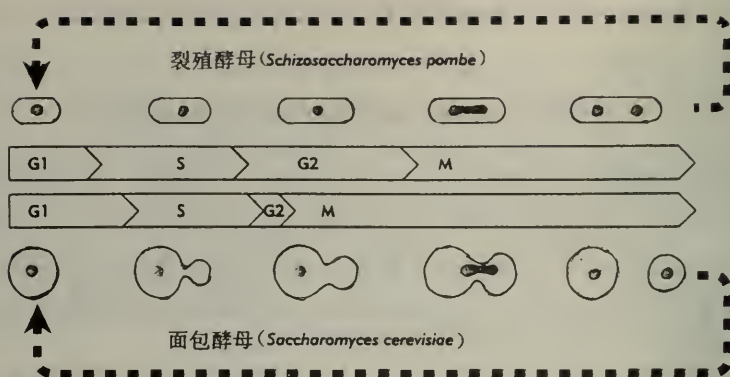 裂殖酵母(Schizosaccharomyces pombe)
G1 S G2 M
G1 S G2 M
面包酵母(Saccharomyces cerevisiae)